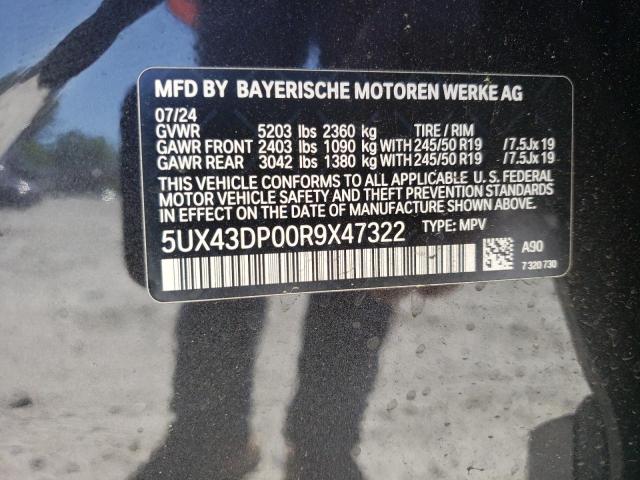 MFD BY BAYERISCHE MOTOREN WERKE AG
07/24
GVWR 5203 lbs 2360 kg TIRE / RIM
GAWR FRONT 2403 lbs 1090 kg WITH 245/50 R19 /7.5Jx19
GAWR REAR 3042 lbs 1380 kg WITH 245/50 R19 /7.5Jx19
THIS VEHICLE CONFORMS TO ALL APPLICABLE U. S. FEDERAL
MOTOR VEHICLE SAFETY AND THEFT PREVENTION STANDARDS
IN EFFECT ON THE DATE OF MANUFACTURE SHOWN ABOVE.
5UX43DP00R9X47322 TYPE: MPV
A90
7 320 730